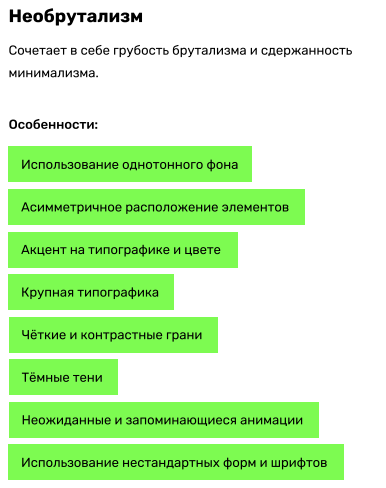 Необрутализм
Сочетает в себе грубость брутализма и сдержанность
минимализма.
Особенности:
Использование однотонного фона
Асимметричное расположение элементов
Акцент на типографике и цвете
Крупная типографика
Чёткие и контрастные грани
Тёмные тени
Неожиданные и запоминающиеся анимации
Использование нестандартных форм и шрифтов